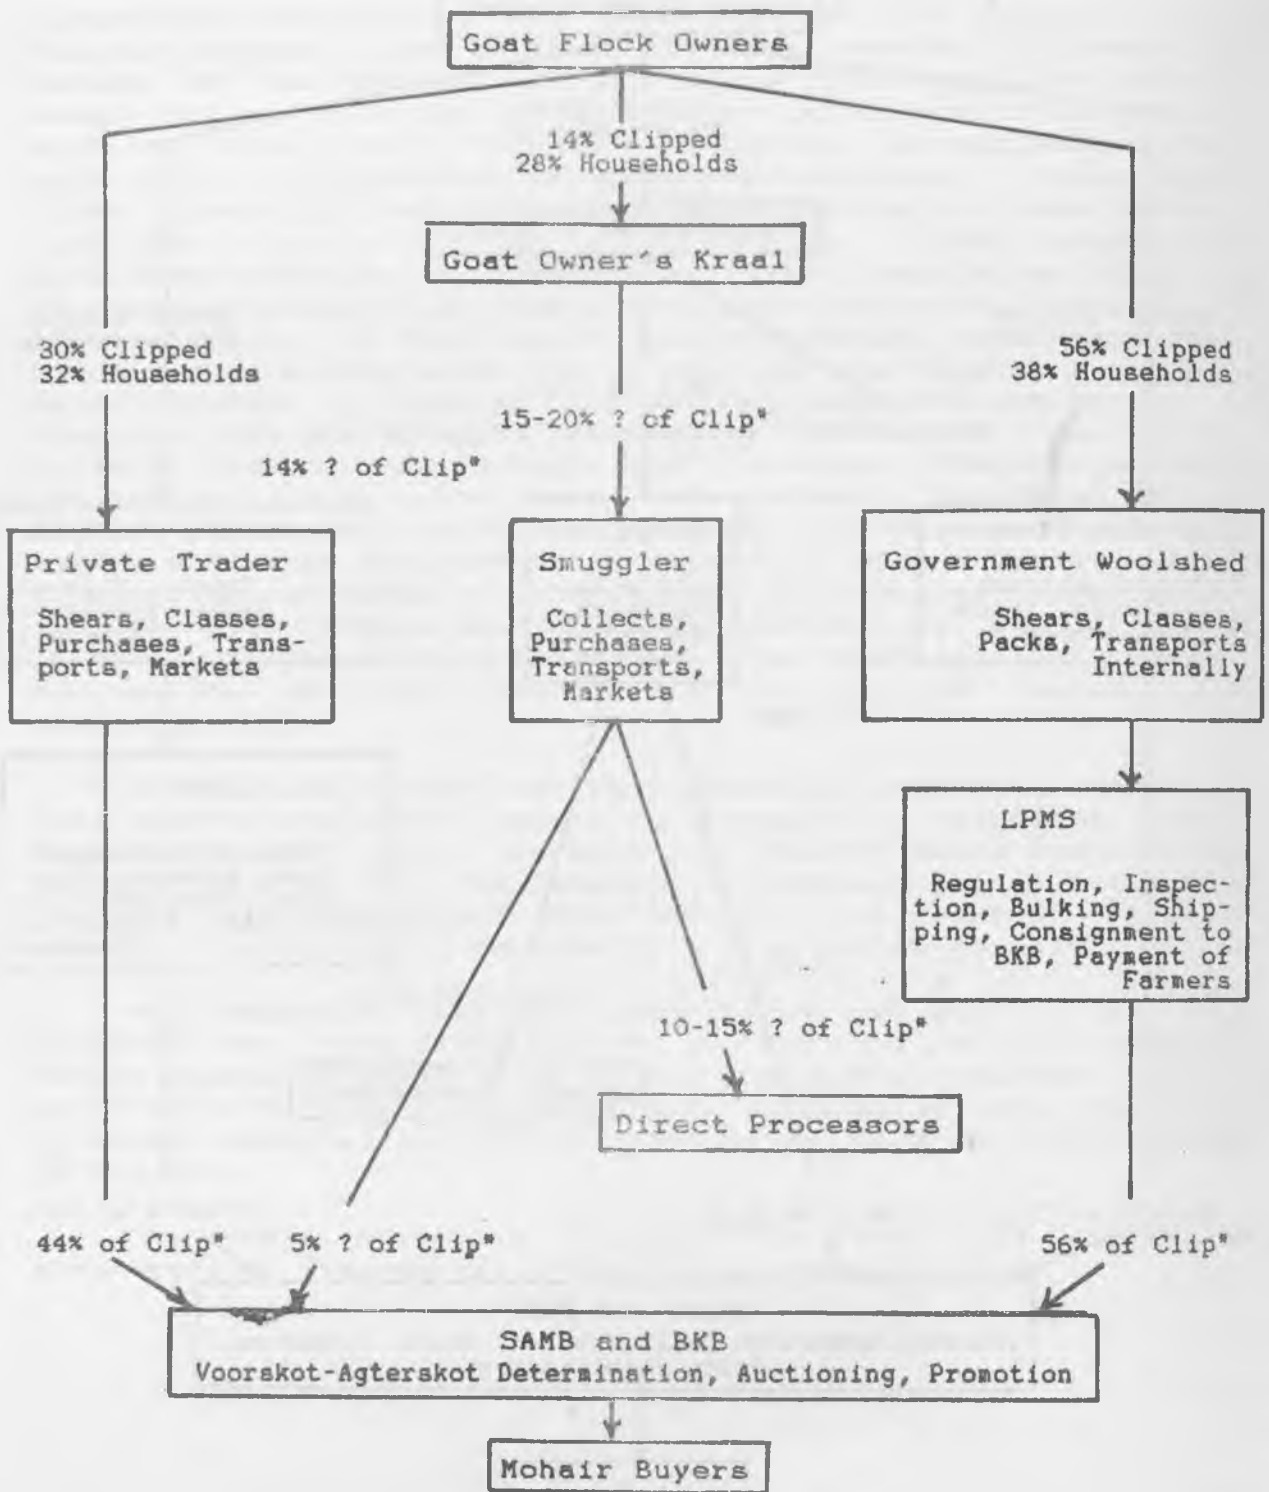 Goat Flock Owners
14% Clipped
28% Households
Goat Owner's Kraal
30% Clipped
32% Households
56% Clipped
38% Households
15-20% ? of Clip*
14% ? of Clip*
Private Trader
Shears, Classes,
Purchases, Trans-
ports, Markets
Smuggler
Collects,
Purchases,
Transports,
Markets
Government Woolshed
Shears, Classes,
Packs, Transports
Internally
LPMS
Regulation, Inspec-
tion, Bulking, Ship-
ping, Consignment to
BKB, Payment of
Farmers
10-15% ? of Clip*
Direct Processors
44% of Clip*
5% ? of Clip*
56% of Clip*
SAMB and BKB
Voorskot-Agterskot Determination, Auctioning, Promotion
Mohair Buyers